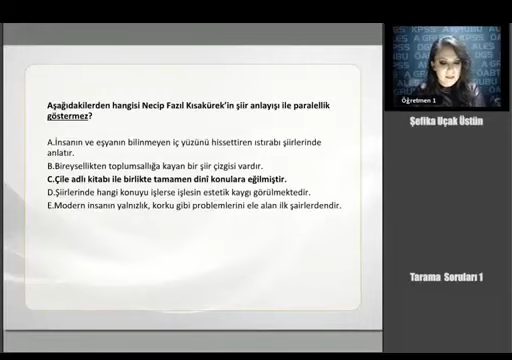 Aşağıdakilerden hangisi Necip Fazıl Kısakürek'in şiir anlayışı ile paralellik
göstermez?
A.İnsanın ve eşyanın bilinmeyen iç yüzünü hissettiren ıstırabı şiirlerinde
anlatır.
B.Bireysellikten toplumsallığa kayan bir şiir çizgisi vardır.
C.Çile adlı kitabı ile birlikte tamamen dinî konulara eğilmiştir.
D.Şiirlerinde hangi konuyu işlerse işlesin estetik kaygı görülmektedir.
E.Modern insanın yalnızlık, korku gibi problemlerini ele alan ilk şairlerdendir.
Öğretmen 1
Şefika Uçak Üstün
Tarama Soruları 1